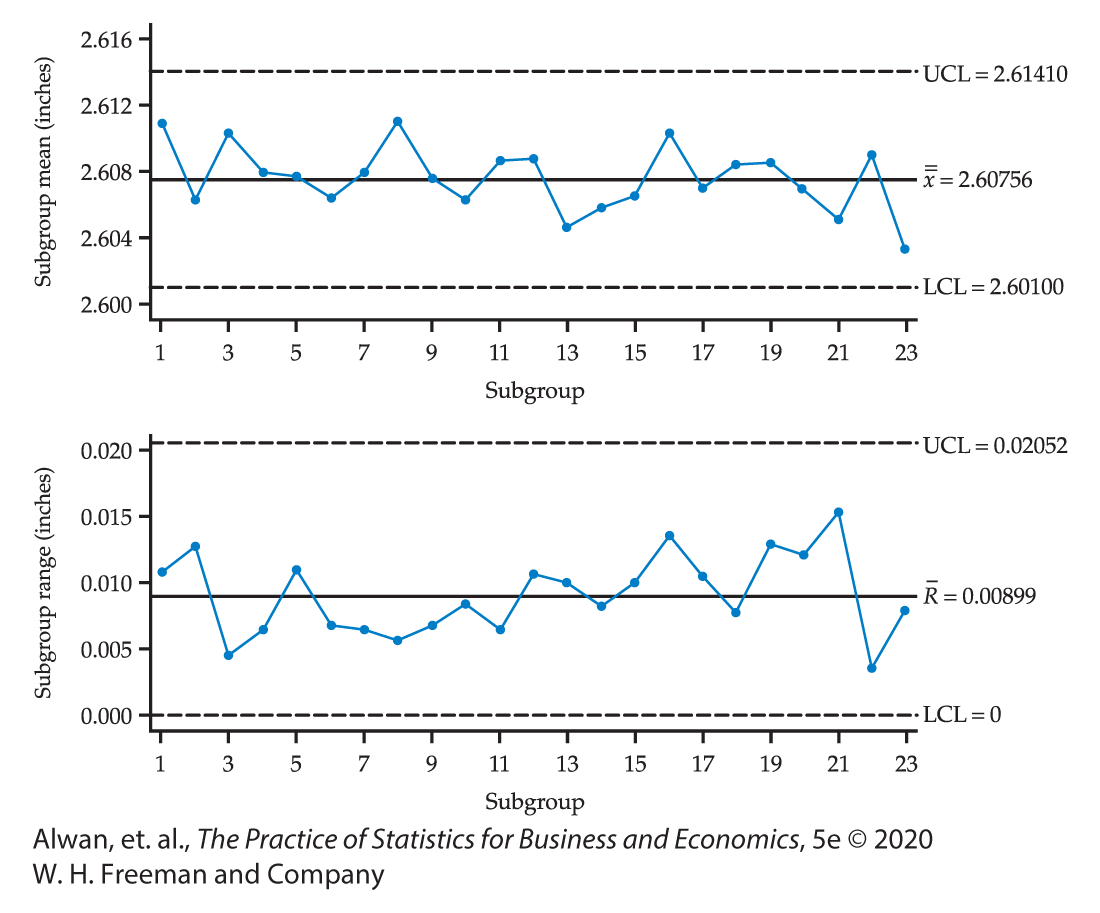 Subgroup mean (inches)
2.616
2.612
2.608
2.604
2.600
UCL = 2.61410
x̿ = 2.60756
LCL = 2.60100
1 3 5 7 9 11 13 15 17 19 21 23
Subgroup
Subgroup range (inches)
0.020
0.015
0.010
0.005
0.000
UCL = 0.02052
R̄ = 0.00899
LCL = 0
1 3 5 7 9 11 13 15 17 19 21 23
Subgroup
Alwan, et. al., The Practice of Statistics for Business and Economics, 5e © 2020
W. H. Freeman and Company